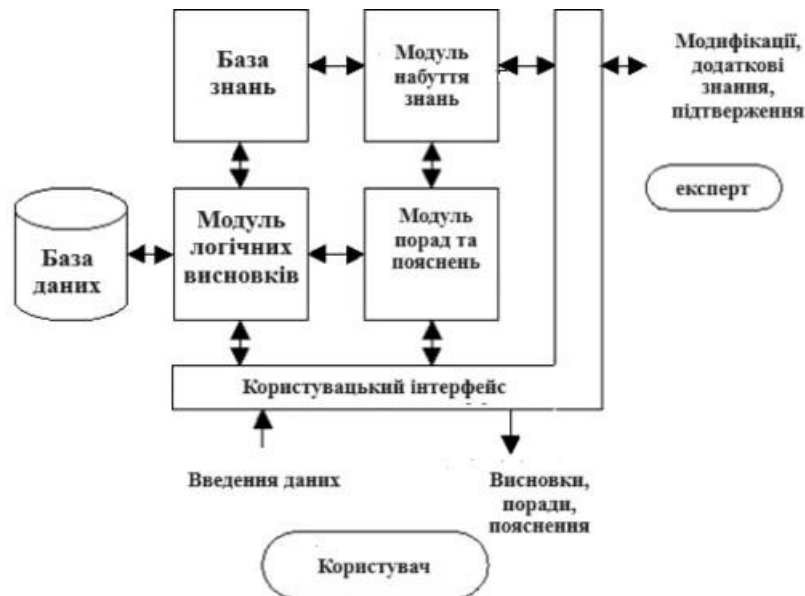 База
знань
Модуль
набуття
знань
Модифікації,
додаткові
знання,
підтверження
експерт
База
даних
Модуль
логічних
висновків
Модуль
порад та
пояснень
Користувацький інтерфейс
Введення даних
Висновки,
поради,
пояснення
Користувач